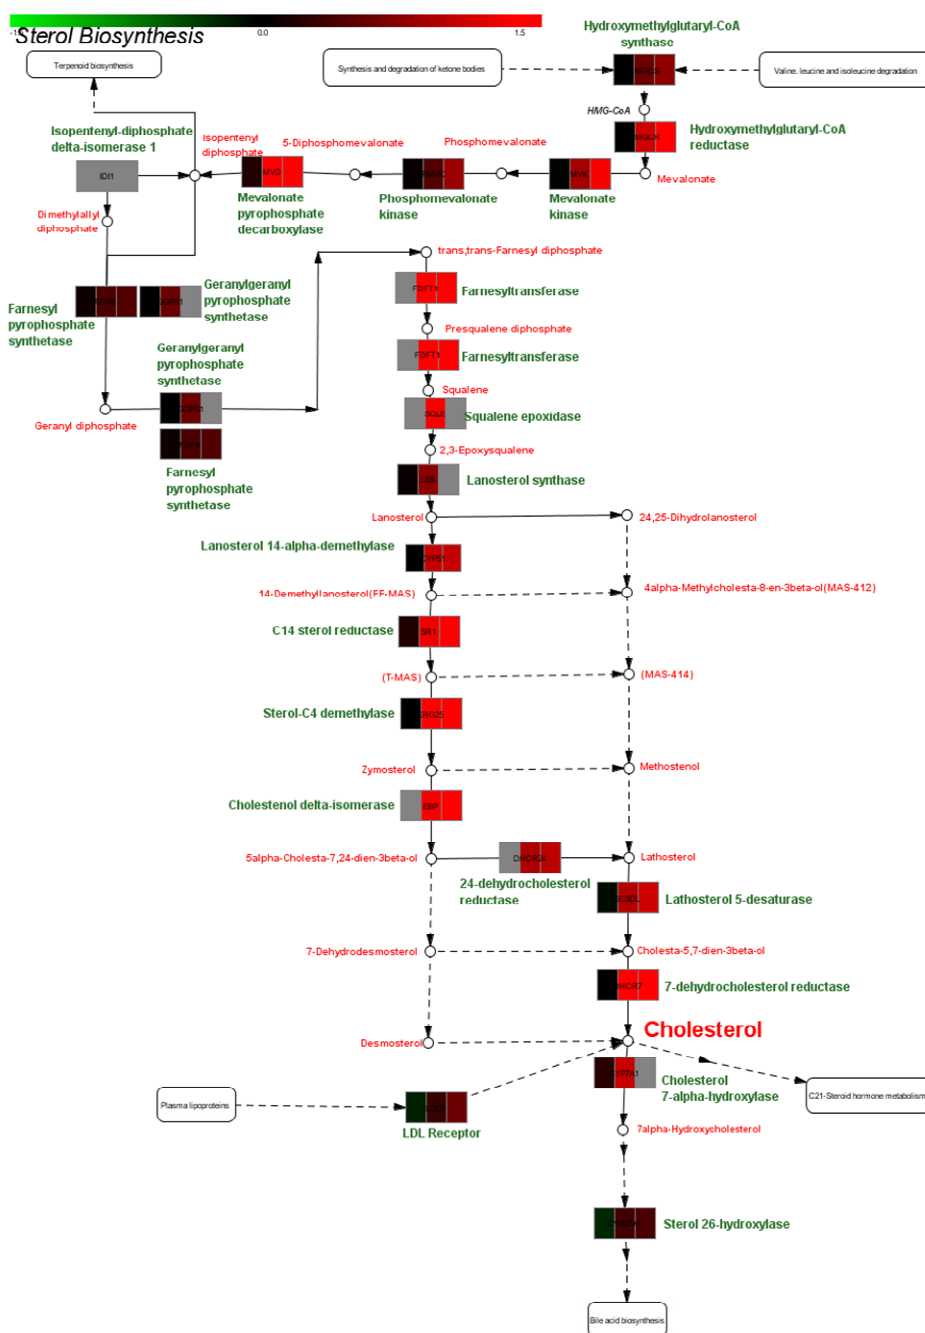 0.0
1.5
Sterol Biosynthesis
Hydroxymethylglutaryl-CoA
synthase
Terpenoid biosynthesis
Synthesis and degradation of ketone bodies
Valine. leucine and isoleucine degradation
HMG-CoA
Hydroxymethylglutaryl-CoA
reductase
Isopentenyl-diphosphate
delta-isomerase 1
Isopentenyl
diphosphate
5-Diphosphomevalonate
Phosphomevalonate
Mevalonate
IDI1
MVD
MVK
Mevalonate
pyrophosphate
decarboxylase
Phosphomevalonate
kinase
Mevalonate
kinase
Dimethylallyl
diphosphate
trans,trans-Farnesyl diphosphate
FDFT1
Farnesyltransferase
Geranylgeranyl
pyrophosphate
synthetase
Farnesyl
pyrophosphate
synthetase
Presqualene diphosphate
FDFT1
Farnesyltransferase
Geranylgeranyl
pyrophosphate
synthetase
Squalene
SQLE
Squalene epoxidase
Geranyl diphosphate
2,3-Epoxysqualene
Farnesyl
pyrophosphate
synthetase
LSS
Lanosterol synthase
Lanosterol
24,25-Dihydrolanosterol
Lanosterol 14-alpha-demethylase
CYP51
14-Demethyllanosterol(FF-MAS)
4alpha-Methylcholesta-8-en-3beta-ol(MAS-412)
C14 sterol reductase
SR1
(T-MAS)
(MAS-414)
Sterol-C4 demethylase
ERG25
Zymosterol
Methostenol
Cholestenol delta-isomerase
EBP
5alpha-Cholesta-7,24-dien-3beta-ol
DHCR24
Lathosterol
24-dehydrocholesterol
reductase
SC5DL
Lathosterol 5-desaturase
7-Dehydrodesmosterol
Cholesta-5,7-dien-3beta-ol
DHCR7
7-dehydrocholesterol reductase
Cholesterol
Desmosterol
CYP7A1
Cholesterol
7-alpha-hydroxylase
Plasma lipoproteins
C21-Steroid hormone metabolism
LDL Receptor
7alpha-Hydroxycholesterol
Sterol 26-hydroxylase
Bile acid biosynthesis